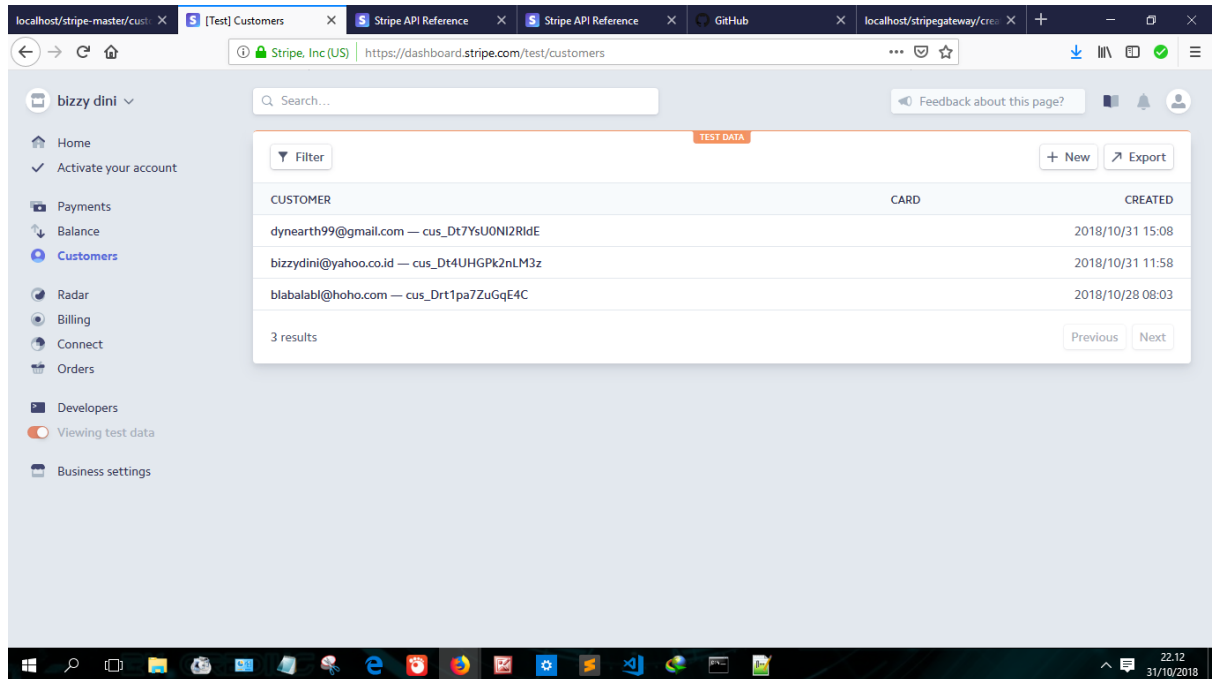 localhost/stripe-master/custo
[Test] Customers
Stripe API Reference
Stripe API Reference
GitHub
localhost/stripegateway/crea
Stripe, Inc (US)
https://dashboard.stripe.com/test/customers
bizzy dini
Search...
Feedback about this page?
Home
Activate your account
Payments
Balance
Customers
Radar
Billing
Connect
Orders
Developers
Viewing test data
Business settings
TEST DATA
Filter
+ New
Export
CUSTOMER CARD CREATED
dynearth99@gmail.com — cus_Dt7YsU0NI2RIdE 2018/10/31 15:08
bizzydini@yahoo.co.id — cus_Dt4UHGPk2nLM3z 2018/10/31 11:58
blabalabl@hoho.com — cus_Drt1pa7ZuGqE4C 2018/10/28 08:03
3 results
Previous Next
22.12
31/10/2018